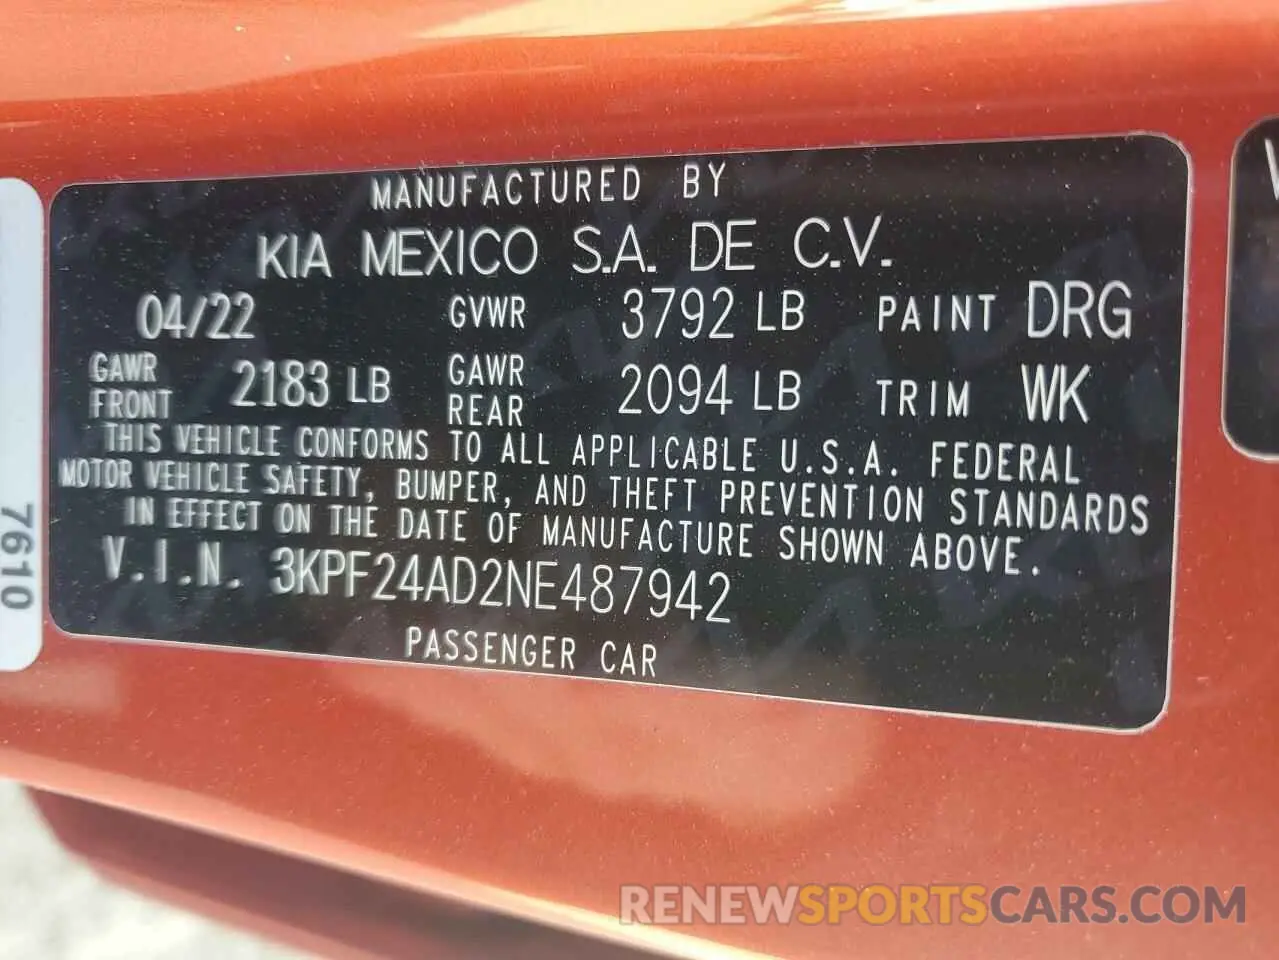 MANUFACTURED BY
KIA MEXICO S.A. DE C.V.
04/22 GVWR 3792 LB PAINT DRG
GAWR FRONT 2183 LB GAWR REAR 2094 LB TRIM WK
THIS VEHICLE CONFORMS TO ALL APPLICABLE U.S.A. FEDERAL
MOTOR VEHICLE SAFETY, BUMPER, AND THEFT PREVENTION STANDARDS
IN EFFECT ON THE DATE OF MANUFACTURE SHOWN ABOVE.
V.I.N. 3KPF24AD2NE487942
PASSENGER CAR
7610
RENEWSPORTSCARS.COM